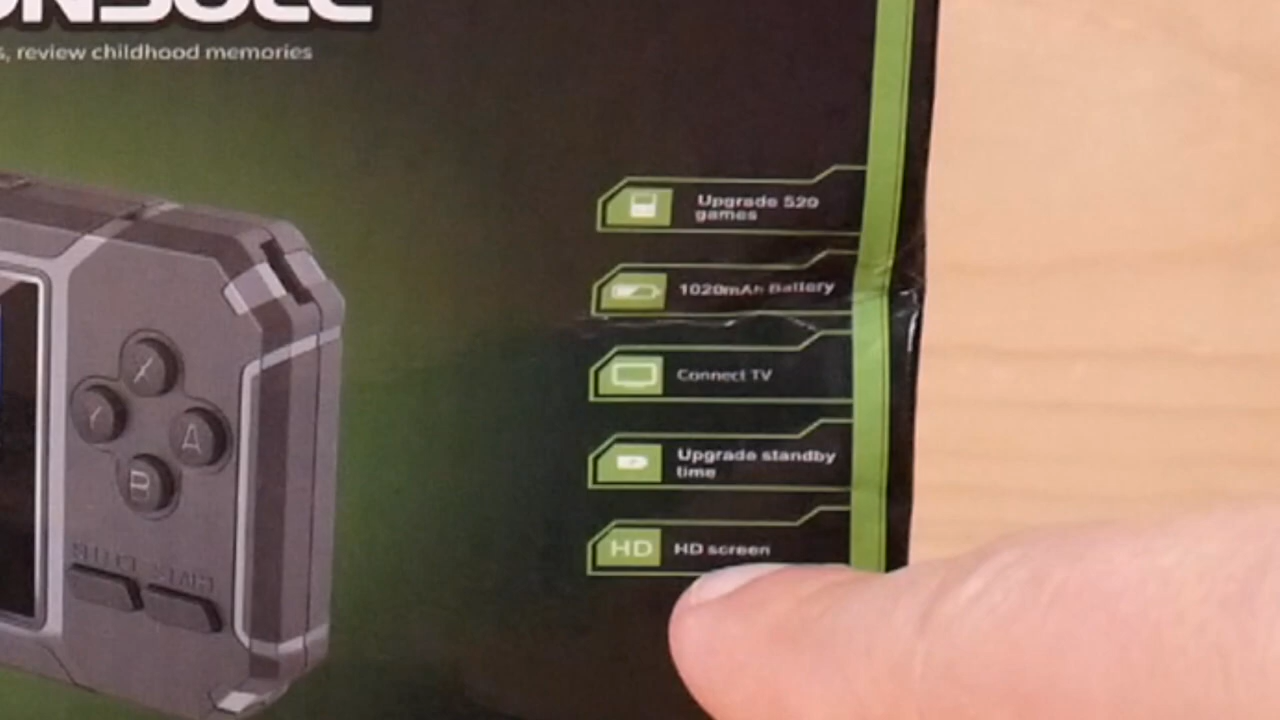 s, review childhood memories
Upgrade 520
games
1020mAh Battery
Connect TV
Upgrade standby
time
HD HD screen
X
Y
A
B
SELECT START